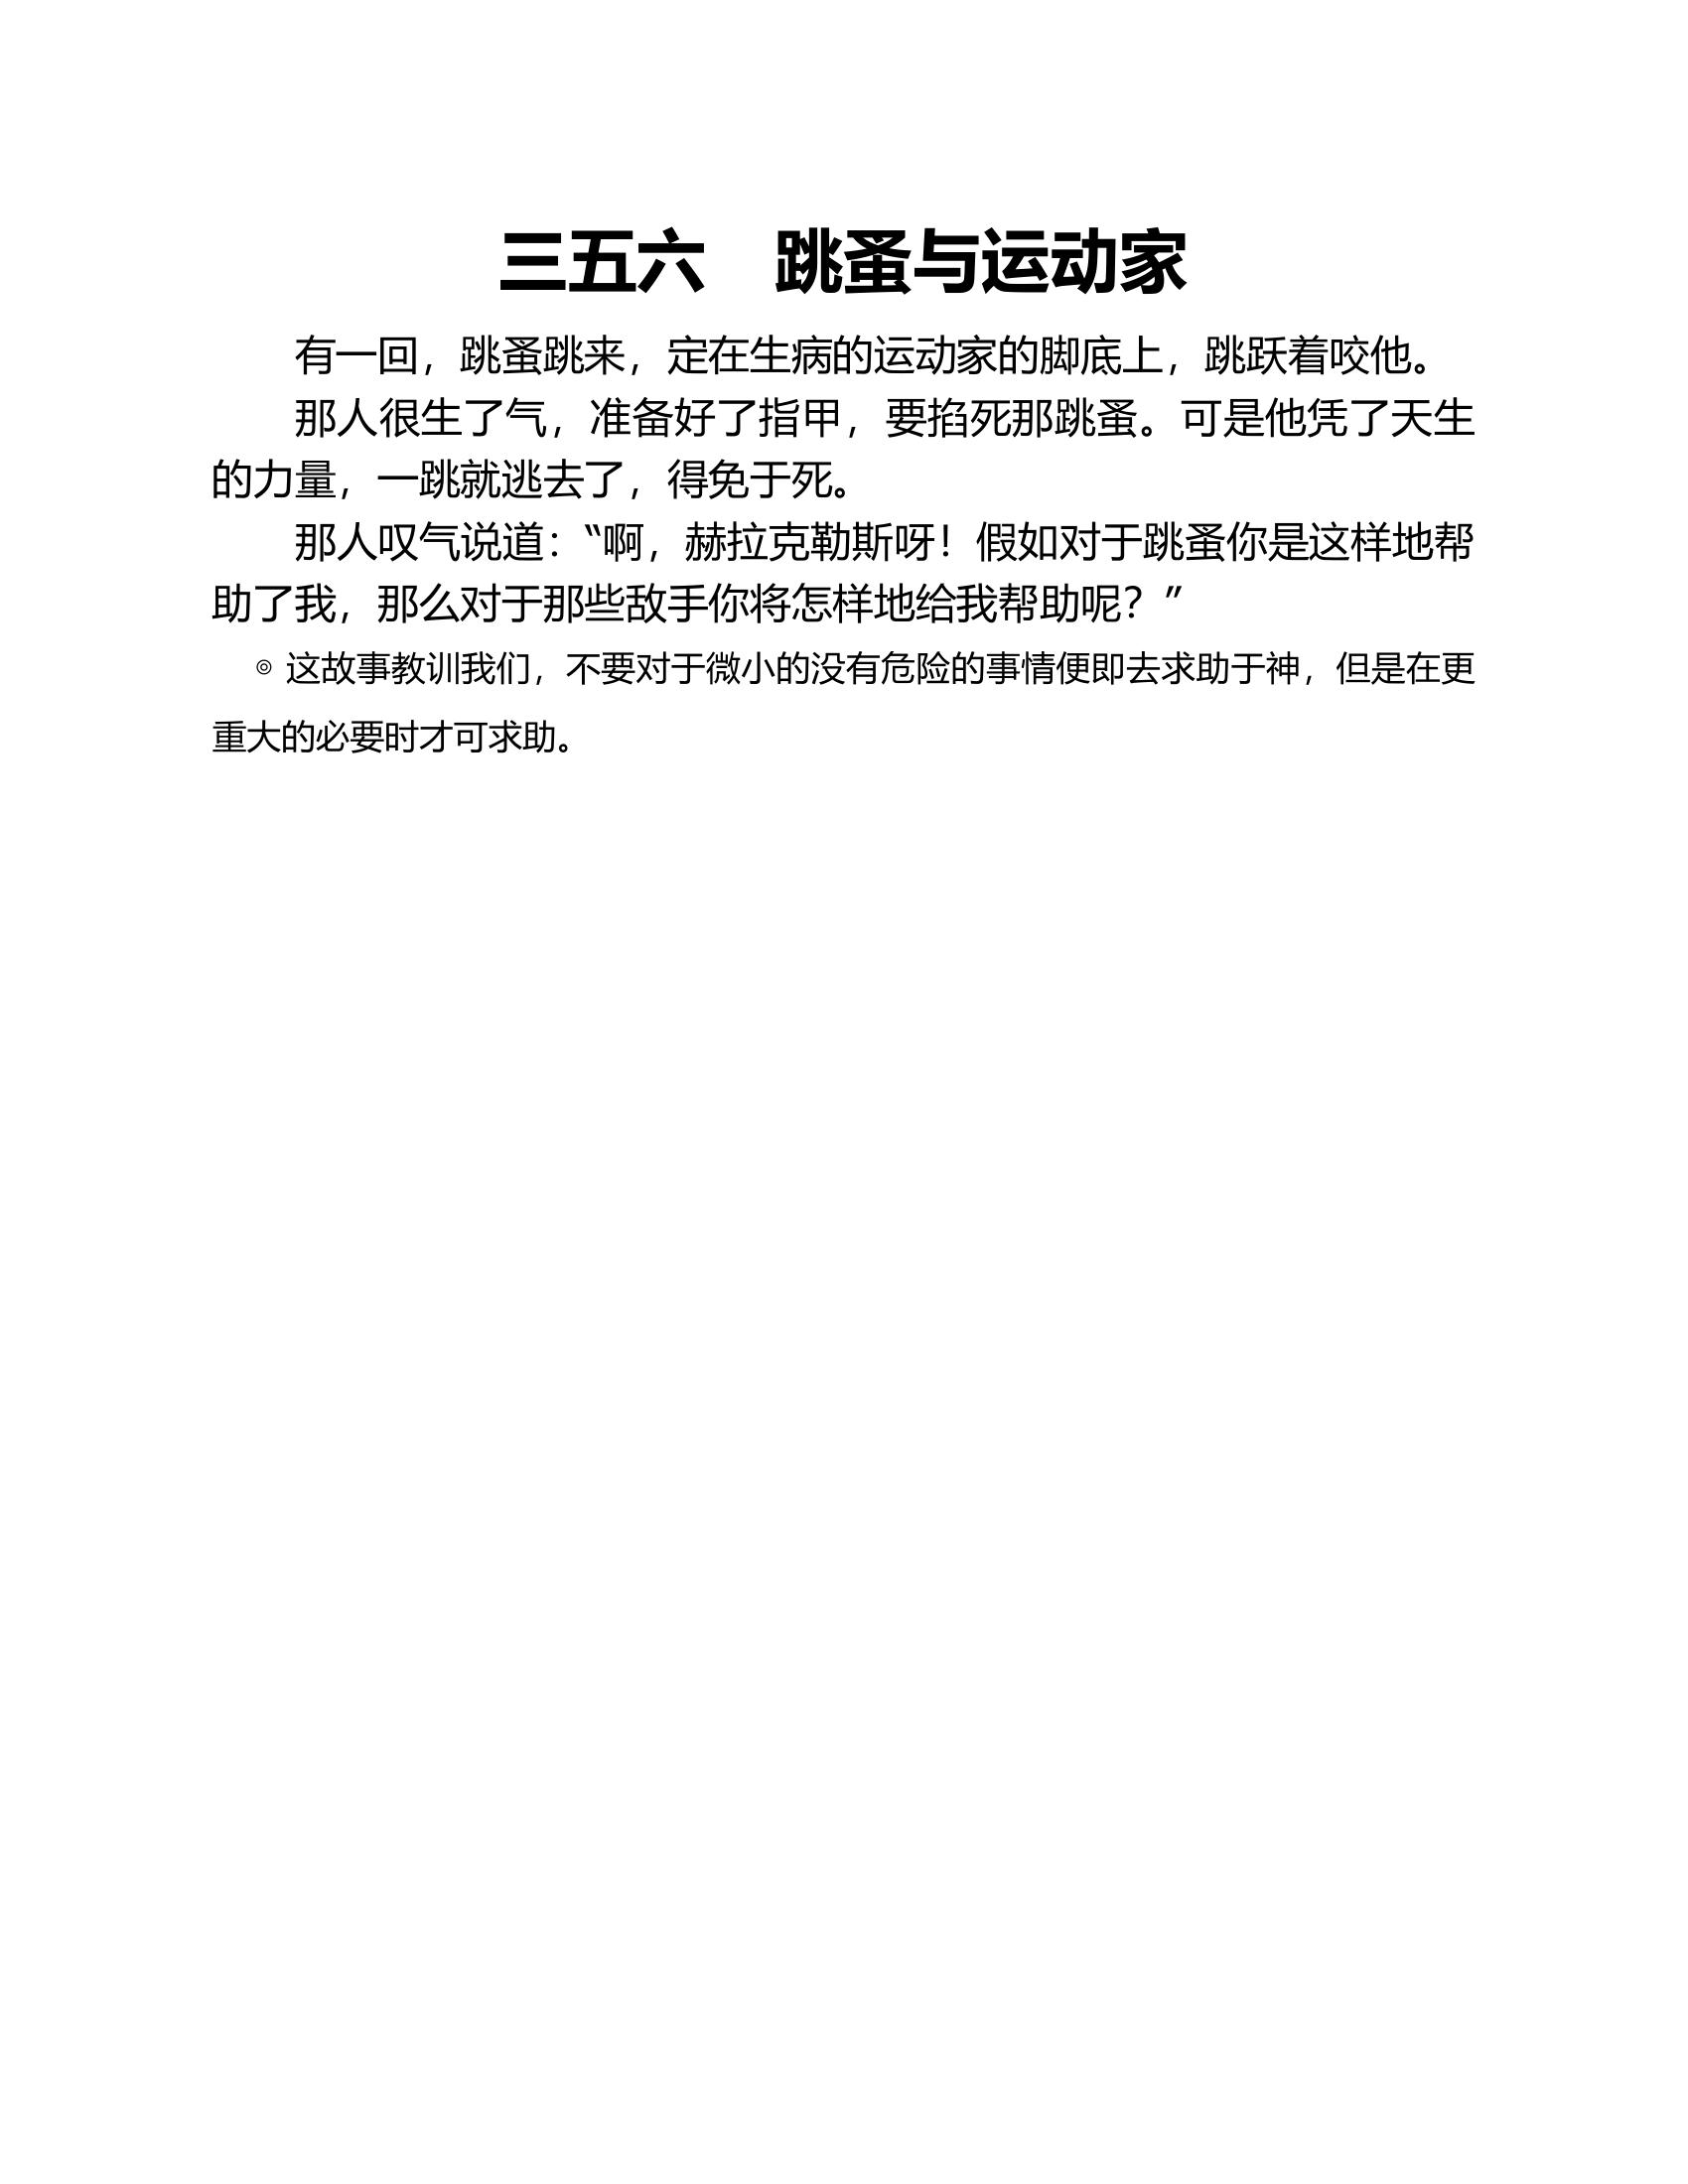 三五六　跳蚤与运动家
有一回，跳蚤跳来，定在生病的运动家的脚底上，跳跃着咬他。
那人很生了气，准备好了指甲，要掐死那跳蚤。可是他凭了天生
的力量，一跳就逃去了，得免于死。
那人叹气说道：“啊，赫拉克勒斯呀！假如对于跳蚤你是这样地帮
助了我，那么对于那些敌手你将怎样地给我帮助呢？”
◎ 这故事教训我们，不要对于微小的没有危险的事情便即去求助于神，但是在更
重大的必要时才可求助。